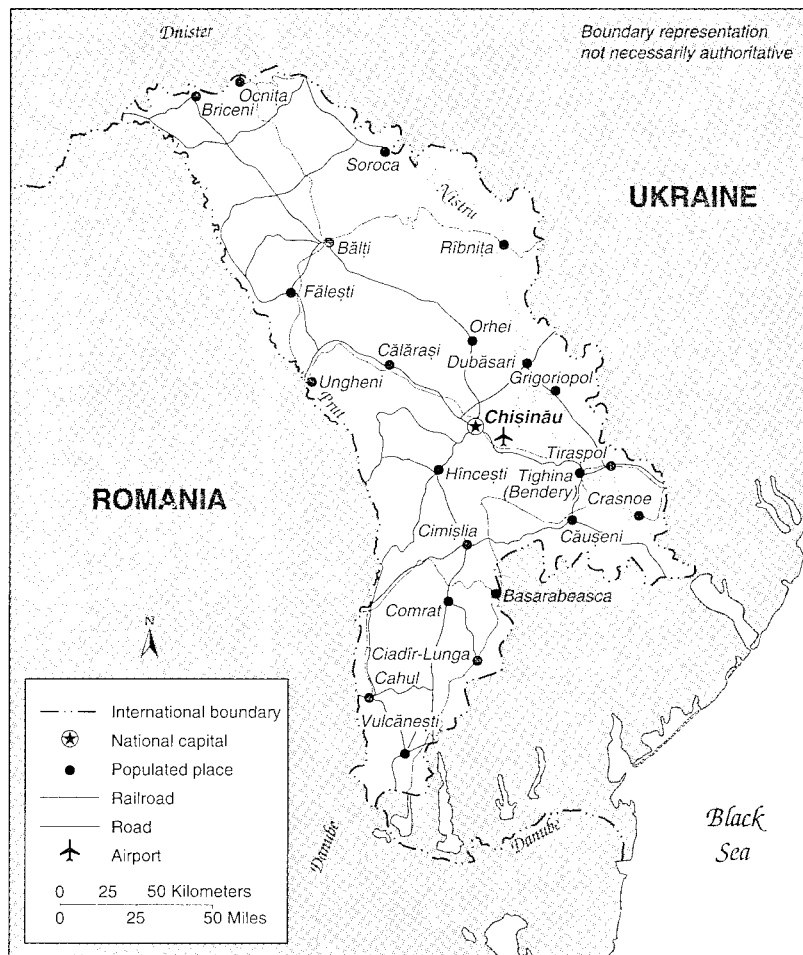 Dnister
Boundary representation
not necessarily authoritative
Ocnita
Briceni
Soroca
UKRAINE
Nistru
Bălți
Rîbnita
Fălești
Orhei
Călărași
Dubăsari
Grigoriopol
Ungheni
Prut
Chișinău
Tiraspol
Hîncești
Tighina
(Bendery)
Crasnoe
ROMANIA
Căușeni
Cimișlia
Basarabeasca
Comrat
N
Ciadîr-Lunga
Cahul
Vulcănești
International boundary
National capital
Populated place
Railroad
Road
Airport
0 25 50 Kilometers
0 25 50 Miles
Danube
Danube
Black
Sea